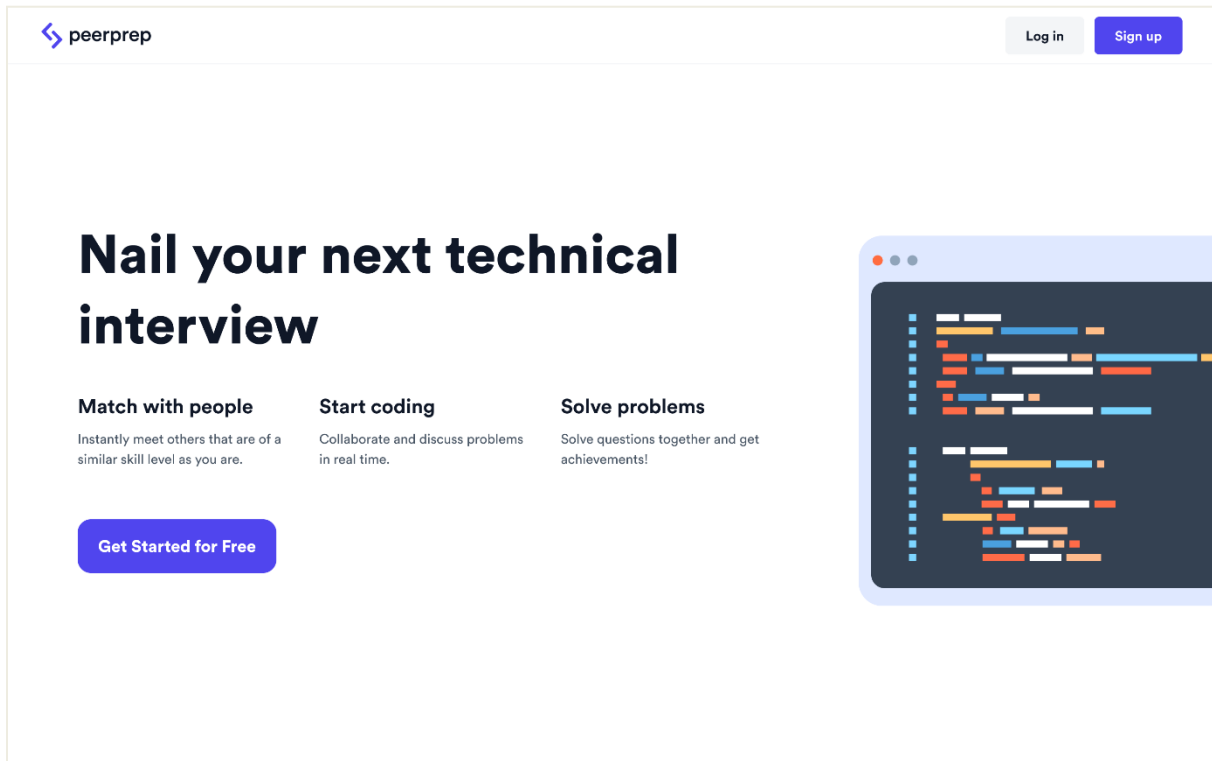 peerprep
Log in
Sign up
Nail your next technical
interview
Match with people
Instantly meet others that are of a
similar skill level as you are.
Start coding
Collaborate and discuss problems
in real time.
Solve problems
Solve questions together and get
achievements!
Get Started for Free